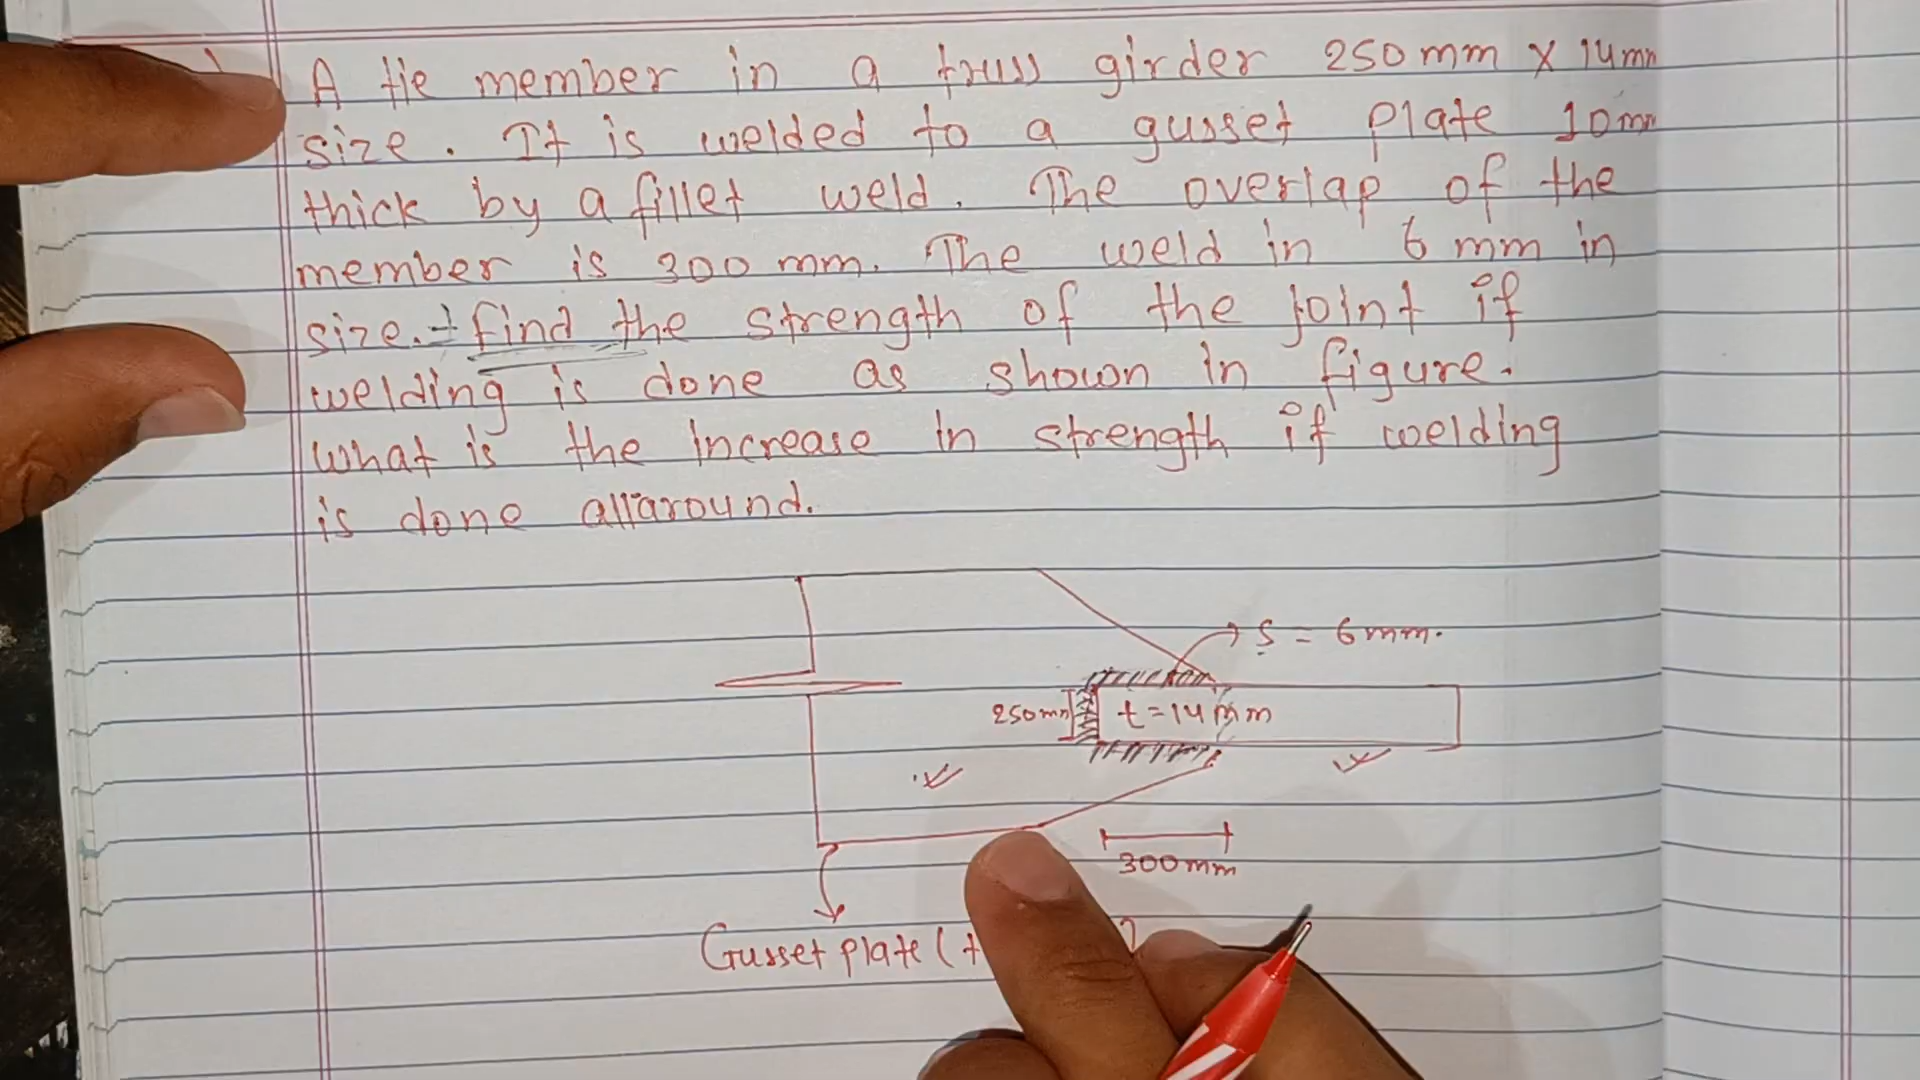 A tie member in a truss girder 250 mm x 14mm
size. It is welded to a gusset plate 10mm
thick by a fillet weld. The overlap of the
member is 300 mm. The weld in 6 mm in
size. Find the strength of the joint if
welding is done as shown in figure.
What is the increase in strength if welding
is done allaround.
S = 6mm.
250mm
t=14mm
300mm
Gusset plate (t